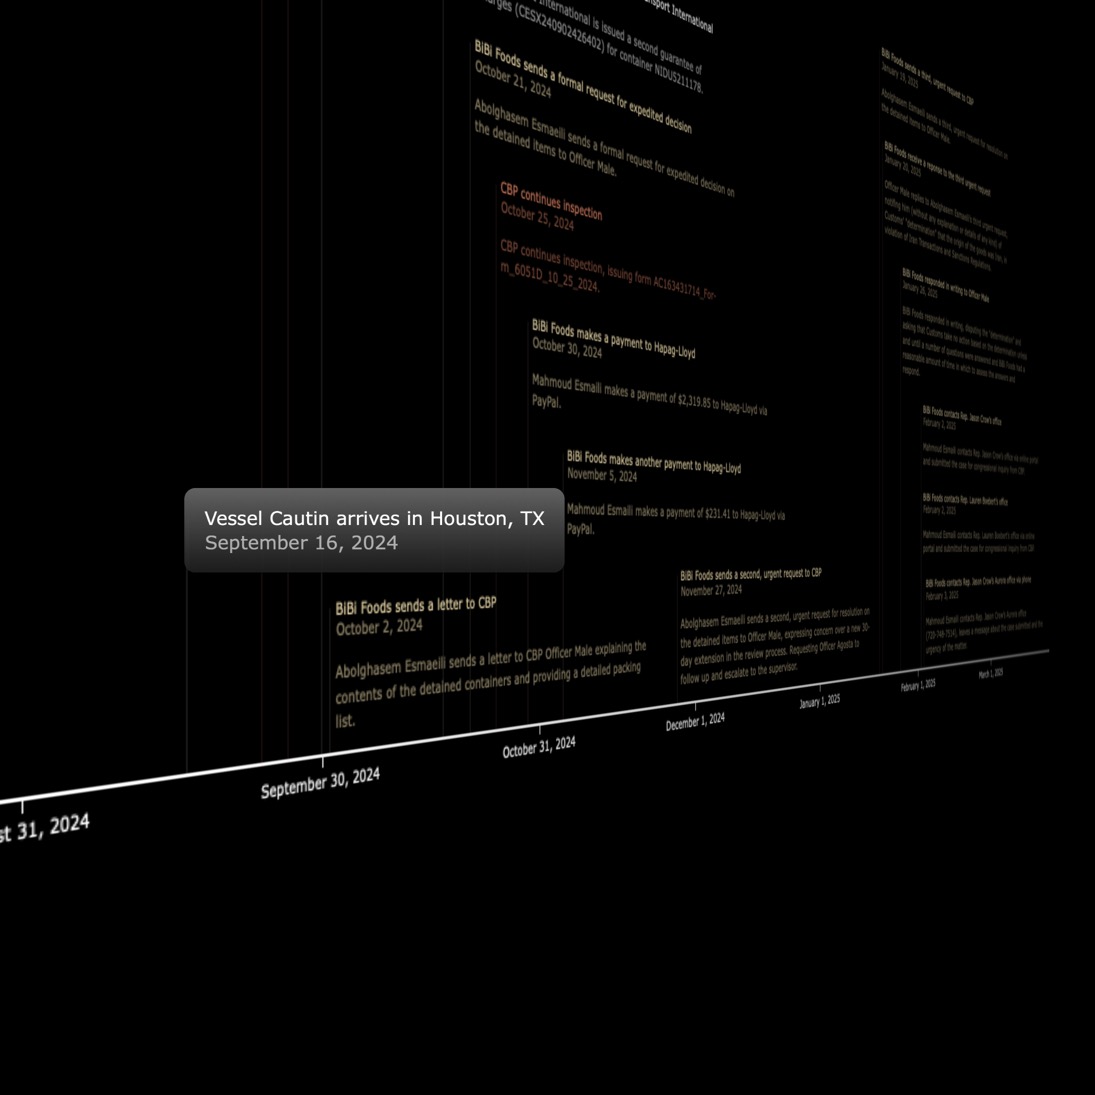 nsport International
International is issued a second guarantee of
rges (CESX240902426402) for container NIDU5211178.
BiBi Foods sends a formal request for expedited decision
October 21, 2024
Abolghasem Esmaeili sends a formal request for expedited decision on
the detained items to Officer Male.
CBP continues inspection
October 25, 2024
CBP continues inspection, issuing form AC163431714_For-
m_6051D_10_25_2024.
BiBi Foods makes a payment to Hapag-Lloyd
October 30, 2024
Mahmoud Esmaili makes a payment of $2,319.85 to Hapag-Lloyd via
PayPal.
BiBi Foods makes another payment to Hapag-Lloyd
November 5, 2024
Mahmoud Esmaili makes a payment of $231.41 to Hapag-Lloyd via
PayPal.
Vessel Cautin arrives in Houston, TX
September 16, 2024
BiBi Foods sends a letter to CBP
October 2, 2024
Abolghasem Esmaeili sends a letter to CBP Officer Male explaining the
contents of the detained containers and providing a detailed packing
list.
BiBi Foods sends a second, urgent request to CBP
November 27, 2024
Abolghasem Esmaeili sends a second, urgent request for resolution on
the detained items to Officer Male, expressing concern over a new 30-
day extension in the review process. Requesting Officer Agosta to
follow up and escalate to the supervisor.
BiBi Foods sends a third, urgent request to CBP
January 19, 2025
Abolghasem Esmaeili sends a third, urgent request for resolution on
the detained items to Officer Male.
BiBi Foods receive a reponse to the third urgent request
January 20, 2025
Officer Male replies to Abolghasem Esmaeili's third urgent request,
notifing him (without any explanation or details of any kind) of
Customs' "determination" that the origin of the goods was Iran, in
violation of Iran Transactions and Sanctions Regulations.
BiBi Foods responded in writing to Officer Male
January 26, 2025
BiBi Foods responded in writing, disputing the "determination" and
asking that Customs take no action based on the determination unless
and until a number of questions were answered and BiBi Foods has a
reasonable amount of time in which to assess the answers and
respond.
BiBi Foods contacts Rep. Jason Crow's office
February 2, 2025
Mahmoud Esmaili contacts Rep. Jason Crow's office via online portal
and submitted the case for congressional inquiry from CBP.
BiBi Foods contacts Rep. Lauren Boebert's office
February 2, 2025
Mahmoud Esmaili contacts Rep. Lauren Boebert's office via online
portal and submitted the case for congressional inquiry from CBP.
BiBi Foods contacts Rep. Jason Crow's Aurora office via phone
February 3, 2025
Mahmoud Esmaili contacts Rep. Jason Crow's Aurora office
(720-748-7514), leaves a message about the case submitted and the
urgency of the matter.
st 31, 2024
September 30, 2024
October 31, 2024
December 1, 2024
January 1, 2025
February 1, 2025
March 1, 2025